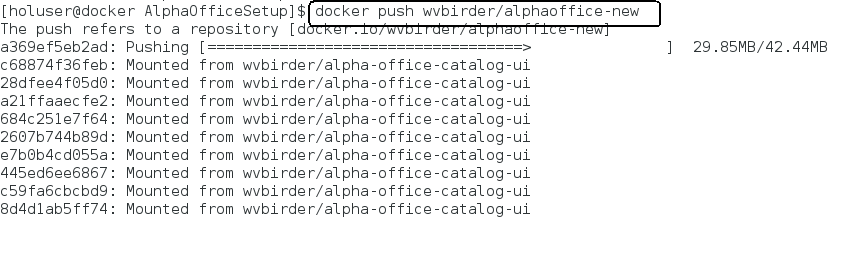 [holuser@docker AlphaOfficeSetup]$ docker push wvbirder/alphaoffice-new
The push refers to a repository [docker.io/wvbirder/alphaoffice-new]
a369ef5eb2ad: Pushing [===================================>               ]  29.85MB/42.44MB
c68874f36feb: Mounted from wvbirder/alpha-office-catalog-ui
28dfee4f05d0: Mounted from wvbirder/alpha-office-catalog-ui
a21ffaaecfe2: Mounted from wvbirder/alpha-office-catalog-ui
684c251e7f64: Mounted from wvbirder/alpha-office-catalog-ui
2607b744b89d: Mounted from wvbirder/alpha-office-catalog-ui
e7b0b4cd055a: Mounted from wvbirder/alpha-office-catalog-ui
445ed6ee6867: Mounted from wvbirder/alpha-office-catalog-ui
c59fa6cbcbd9: Mounted from wvbirder/alpha-office-catalog-ui
8d4d1ab5ff74: Mounted from wvbirder/alpha-office-catalog-ui